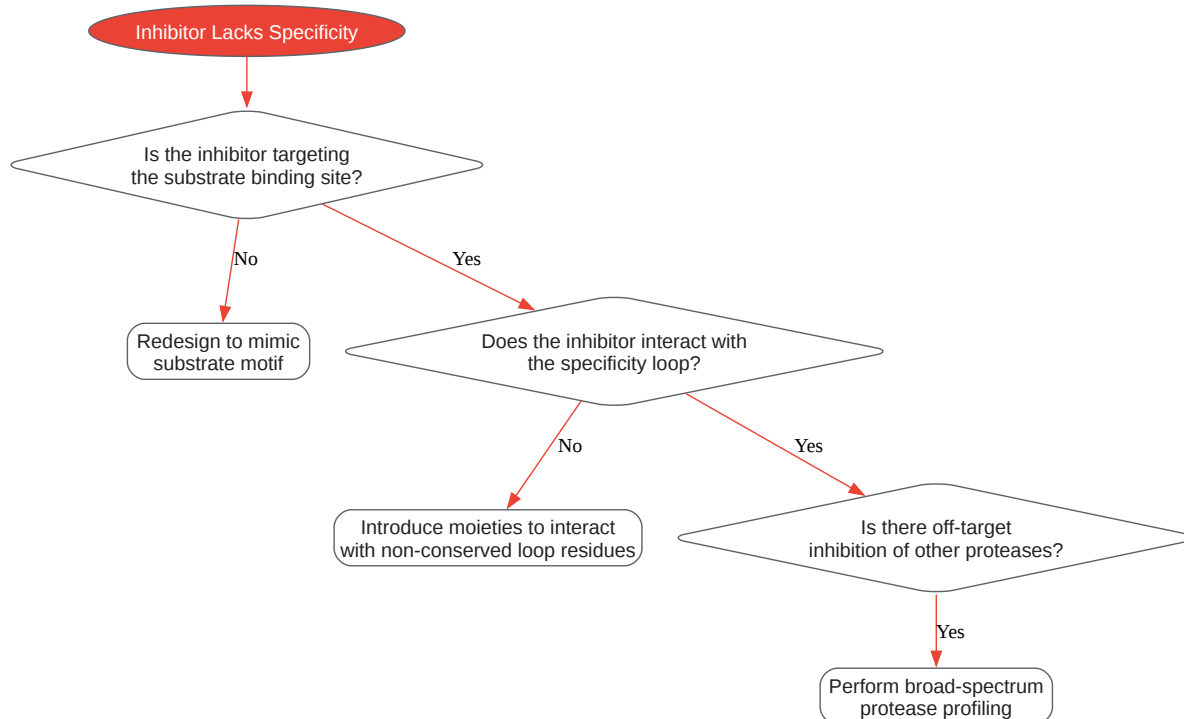 Inhibitor Lacks Specificity
Is the inhibitor targeting
the substrate binding site?
No
Yes
Redesign to mimic
substrate motif
Does the inhibitor interact with
the specificity loop?
No
Yes
Introduce moieties to interact
with non-conserved loop residues
Is there off-target
inhibition of other proteases?
Yes
Perform broad-spectrum
protease profiling